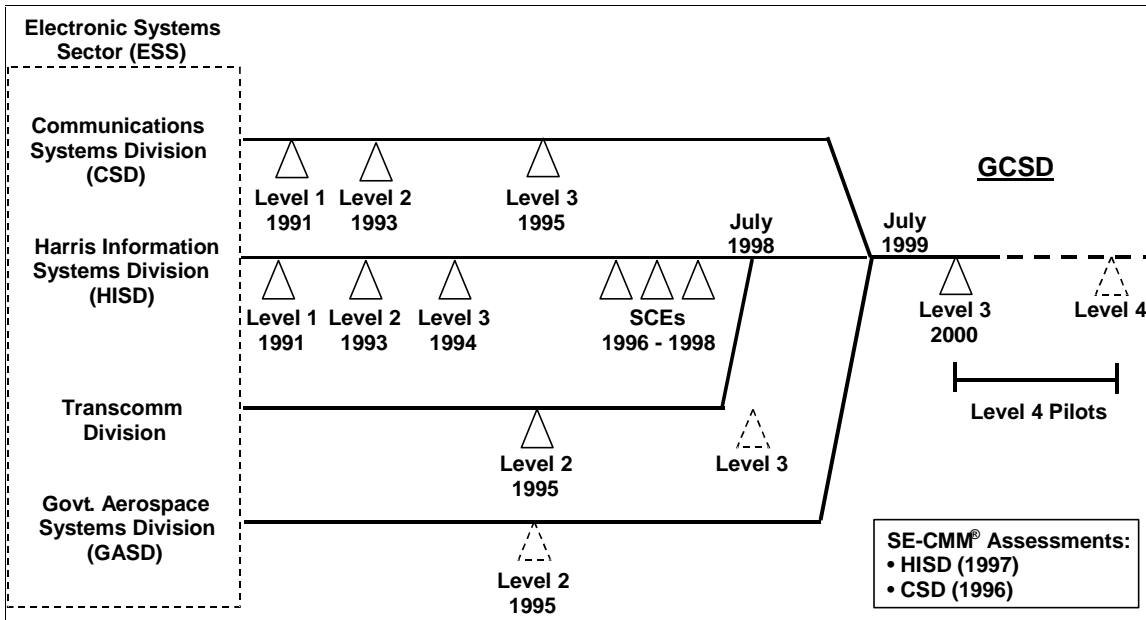 Electronic Systems
Sector (ESS)
Communications
Systems Division
(CSD)
Level 1
1991
Level 2
1993
Level 3
1995
GCSD
Harris Information
Systems Division
(HISD)
July
1998
July
1999
Level 1
1991
Level 2
1993
Level 3
1994
SCEs
1996 - 1998
Level 3
2000
Level 4
Level 4 Pilots
Transcomm
Division
Level 2
1995
Level 3
Govt. Aerospace
Systems Division
(GASD)
Level 2
1995
SE-CMM® Assessments:
• HISD (1997)
• CSD (1996)